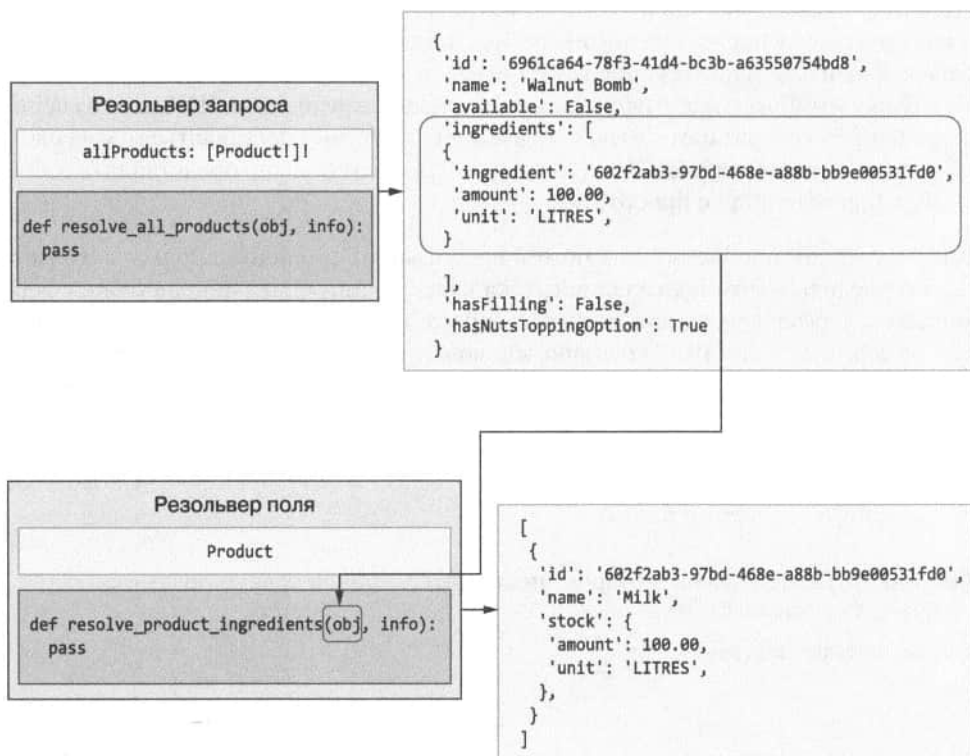 Резольвер запроса
allProducts: [Product!]!
def resolve_all_products(obj, info):
pass
{
'id': '6961ca64-78f3-41d4-bc3b-a63550754bd8',
'name': 'Walnut Bomb',
'available': False,
'ingredients': [
{
'ingredient': '602f2ab3-97bd-468e-a88b-bb9e00531fd0',
'amount': 100.00,
'unit': 'LITRES',
}
],
'hasFilling': False,
'hasNutsToppingOption': True
}
Резольвер поля
Product
def resolve_product_ingredients(obj, info):
pass
[
{
'id': '602f2ab3-97bd-468e-a88b-bb9e00531fd0',
'name': 'Milk',
'stock': {
'amount': 100.00,
'unit': 'LITRES',
},
}
]